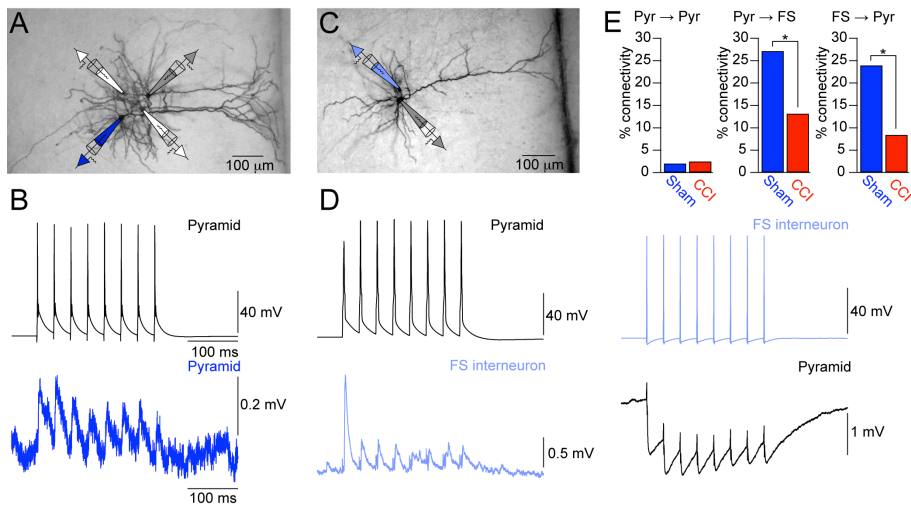 A
100 μm
B
Pyramid
40 mV
100 ms
Pyramid
0.2 mV
100 ms
C
100 μm
D
Pyramid
40 mV
FS interneuron
0.5 mV
FS interneuron
40 mV
Pyramid
1 mV
E
Pyr → Pyr
% connectivity
30
25
20
15
10
5
0
Sham
CCI
Pyr → FS
% connectivity
30
25
20
15
10
5
0
*
Sham
CCI
FS → Pyr
% connectivity
30
25
20
15
10
5
0
*
Sham
CCI